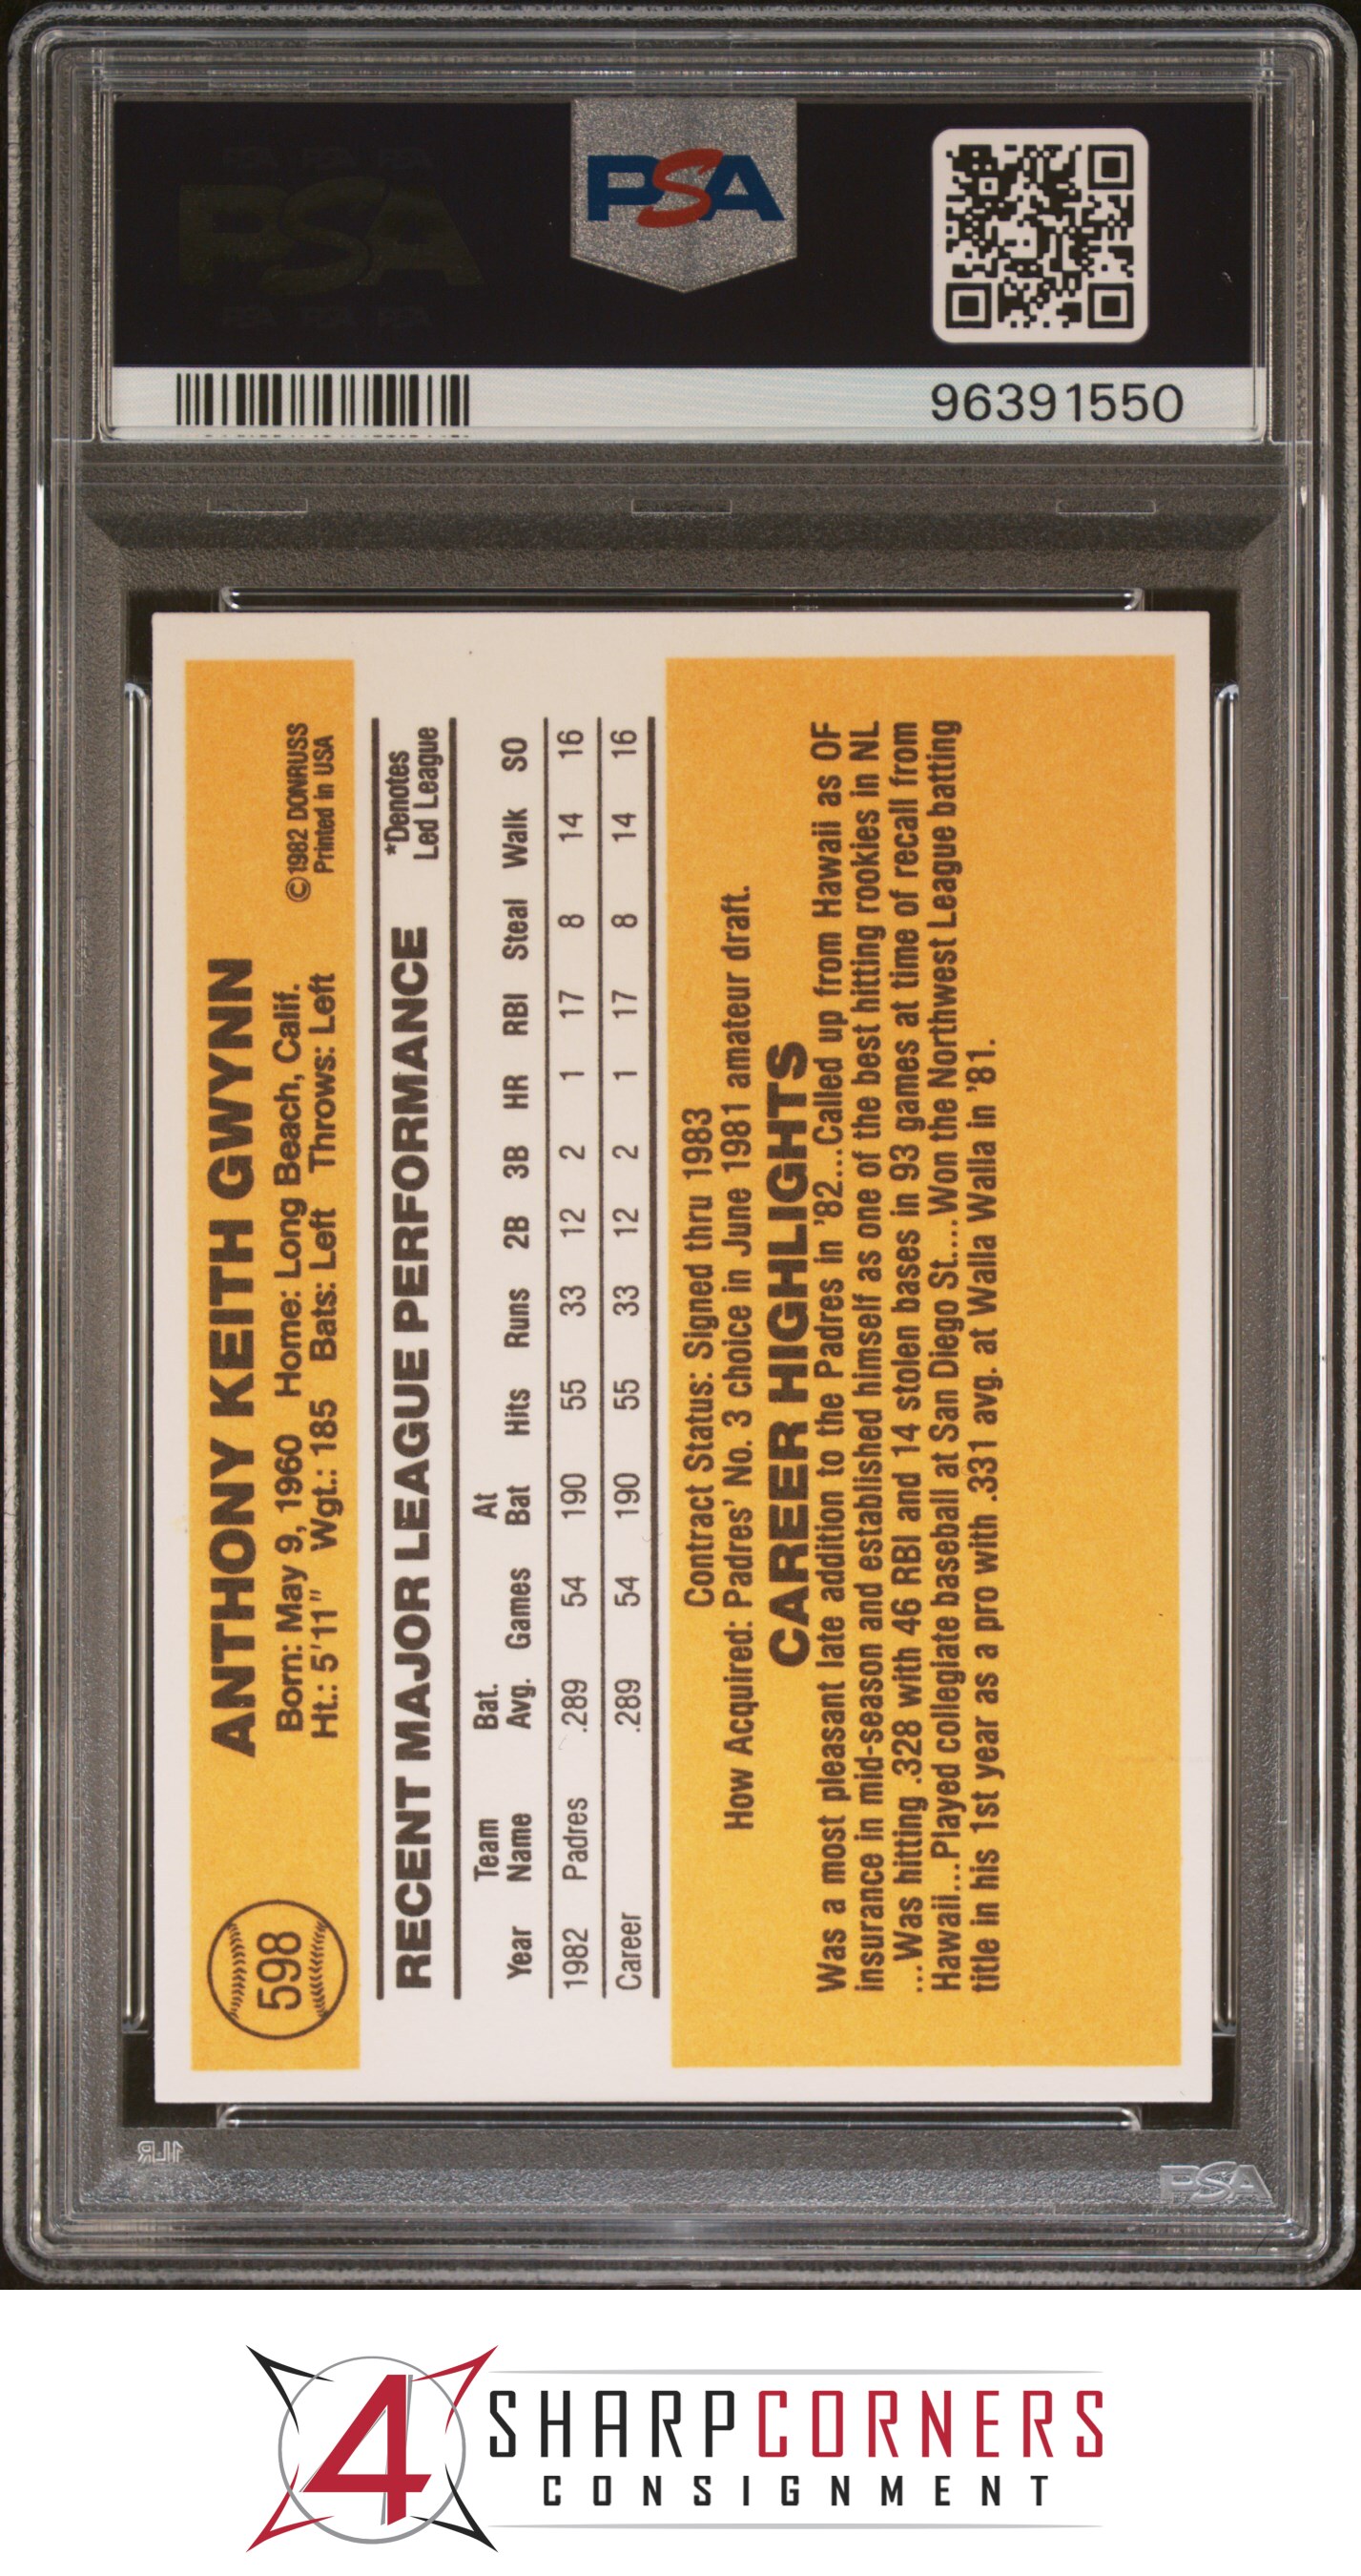 PSA
PSA
96391550
598
ANTHONY KEITH GWYNN
Born: May 9, 1960 Home: Long Beach, Calif. ©1982 DONRUSS
Ht.: 5'11" Wgt.: 185 Bats: Left Throws: Left Printed in USA
RECENT MAJOR LEAGUE PERFORMANCE *Denotes Led League
Year Team Name Bat. Avg. Games At Bat Hits Runs 2B 3B HR RBI Steal Walk SO
1982 Padres .289 54 190 55 33 12 2 1 17 8 14 16
Career .289 54 190 55 33 12 2 1 17 8 14 16
Contract Status: Signed thru 1983
How Acquired: Padres' No. 3 choice in June 1981 amateur draft.
CAREER HIGHLIGHTS
Was a most pleasant late addition to the Padres in '82...Called up from Hawaii as OF
insurance in mid-season and established himself as one of the best hitting rookies in NL
...Was hitting .328 with 46 RBI and 14 stolen bases in 93 games at time of recall from
Hawaii...Played collegiate baseball at San Diego St....Won the Northwest League batting
title in his 1st year as a pro with .331 avg. at Walla Walla in '81.
1LR
PSA
4
SHARPCORNERS
CONSIGNMENT